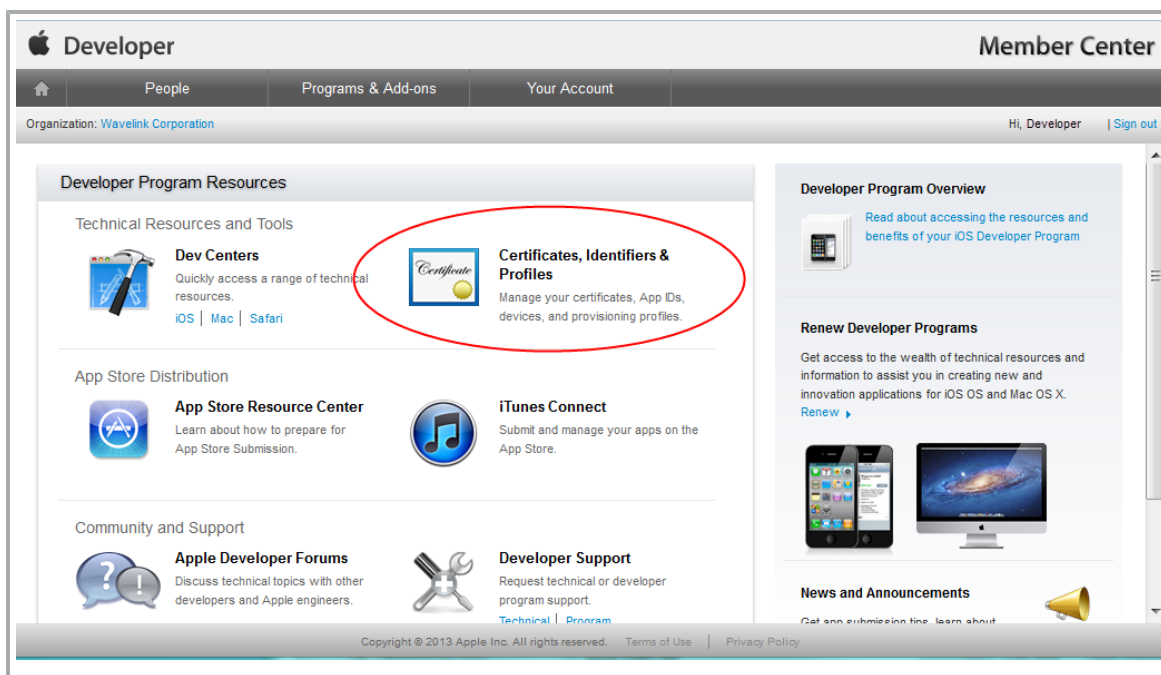 Developer
Member Center
People
Programs & Add-ons
Your Account
Organization: Wavelink Corporation
Hi, Developer | Sign out
Developer Program Resources
Technical Resources and Tools
Dev Centers
Quickly access a range of technical
resources.
iOS | Mac | Safari
Certificate
Certificates, Identifiers &
Profiles
Manage your certificates, App IDs,
devices, and provisioning profiles.
App Store Distribution
App Store Resource Center
Learn about how to prepare for
App Store Submission.
iTunes Connect
Submit and manage your apps on the
App Store.
Community and Support
Apple Developer Forums
Discuss technical topics with other
developers and Apple engineers.
Developer Support
Request technical or developer
program support.
Technical | Program
Developer Program Overview
Read about accessing the resources and
benefits of your iOS Developer Program
Renew Developer Programs
Get access to the wealth of technical resources and
information to assist you in creating new and
innovation applications for iOS OS and Mac OS X.
Renew
News and Announcements
Get app submission tips, learn about
Copyright © 2013 Apple Inc. All rights reserved. Terms of Use | Privacy Policy